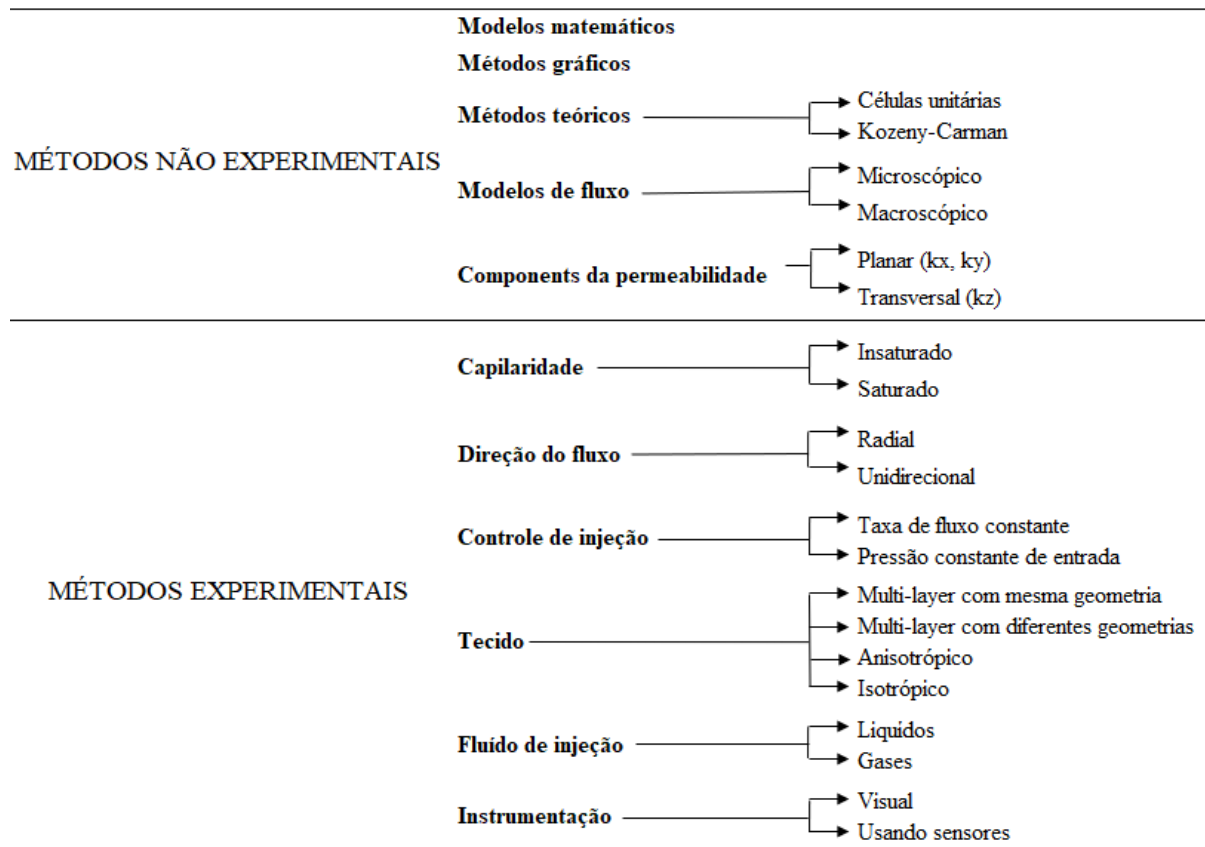 Modelos matemáticos
Métodos gráficos
Métodos teóricos
Células unitárias
Kozeny-Carman
MÉTODOS NÃO EXPERIMENTAIS
Modelos de fluxo
Microscópico
Macroscópico
Components da permeabilidade
Planar (kx, ky)
Transversal (kz)
Capilaridade
Insaturado
Saturado
Direção do fluxo
Radial
Unidirecional
Controle de injeção
Taxa de fluxo constante
Pressão constante de entrada
MÉTODOS EXPERIMENTAIS
Tecido
Multi-layer com mesma geometria
Multi-layer com diferentes geometrias
Anisotrópico
Isotrópico
Fluído de injeção
Liquídos
Gases
Instrumentação
Visual
Usando sensores